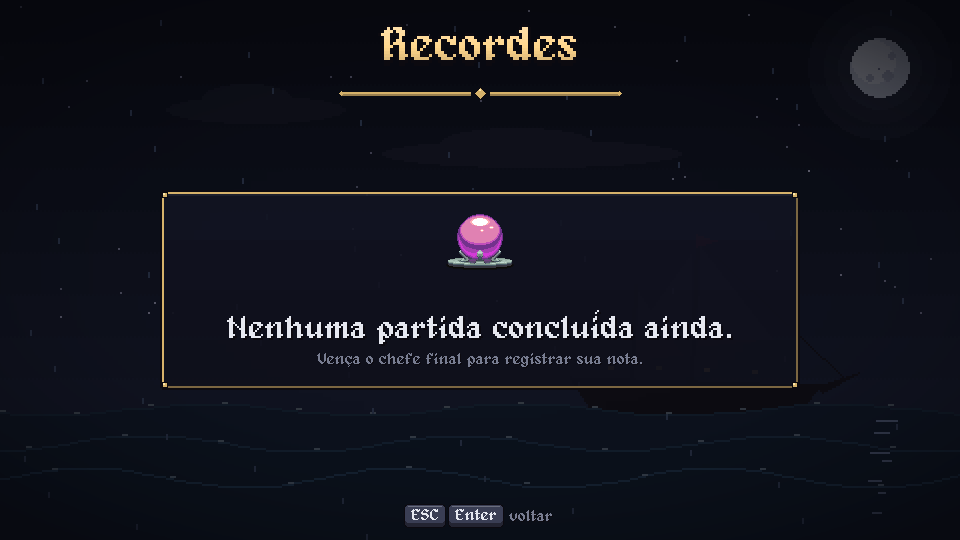 Recordes
Nenhuma partida concluída ainda.
Vença o chefe final para registrar sua nota.
ESC Enter voltar